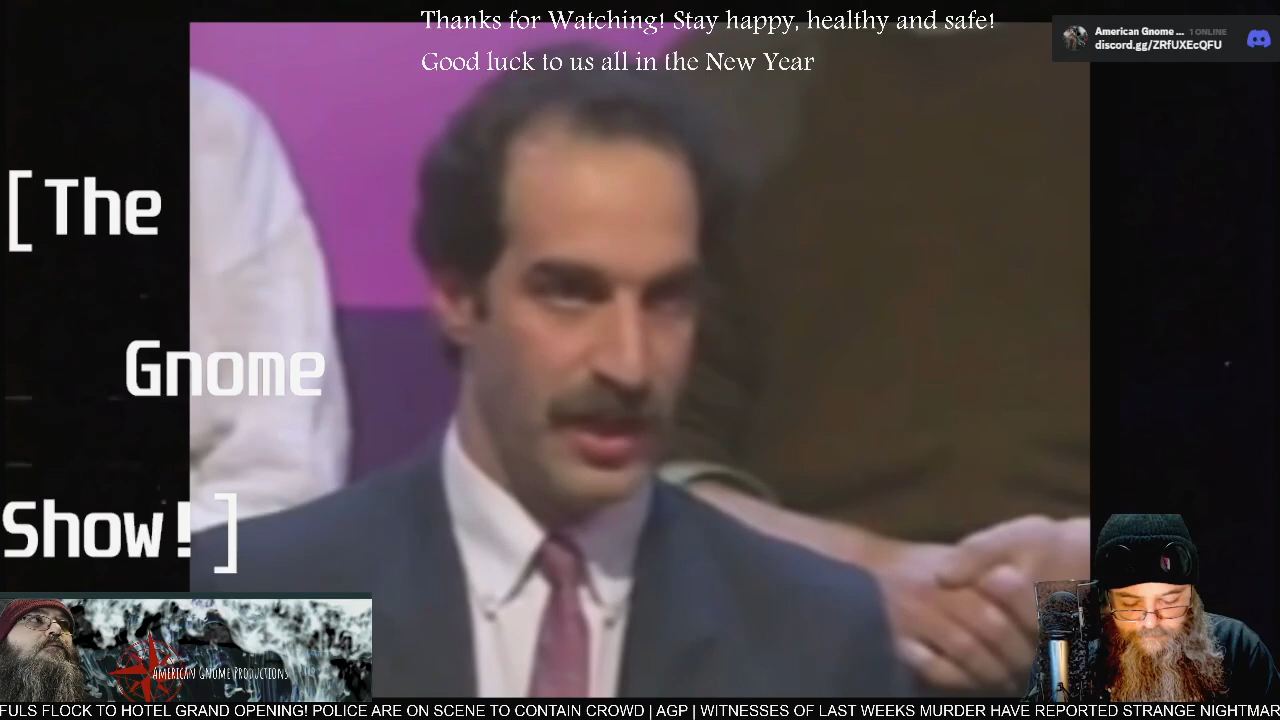 Thanks for Watching! Stay happy, healthy and safe!
Good luck to us all in the New Year
American Gnome ... 1 ONLINE
discord.gg/ZRfUXEcQFU
[The
Gnome
Show!]
AMERICAN GNOME PRODUCTIONS
FULS FLOCK TO HOTEL GRAND OPENING! POLICE ARE ON SCENE TO CONTAIN CROWD | AGP | WITNESSES OF LAST WEEKS MURDER HAVE REPORTED STRANGE NIGHTMAR